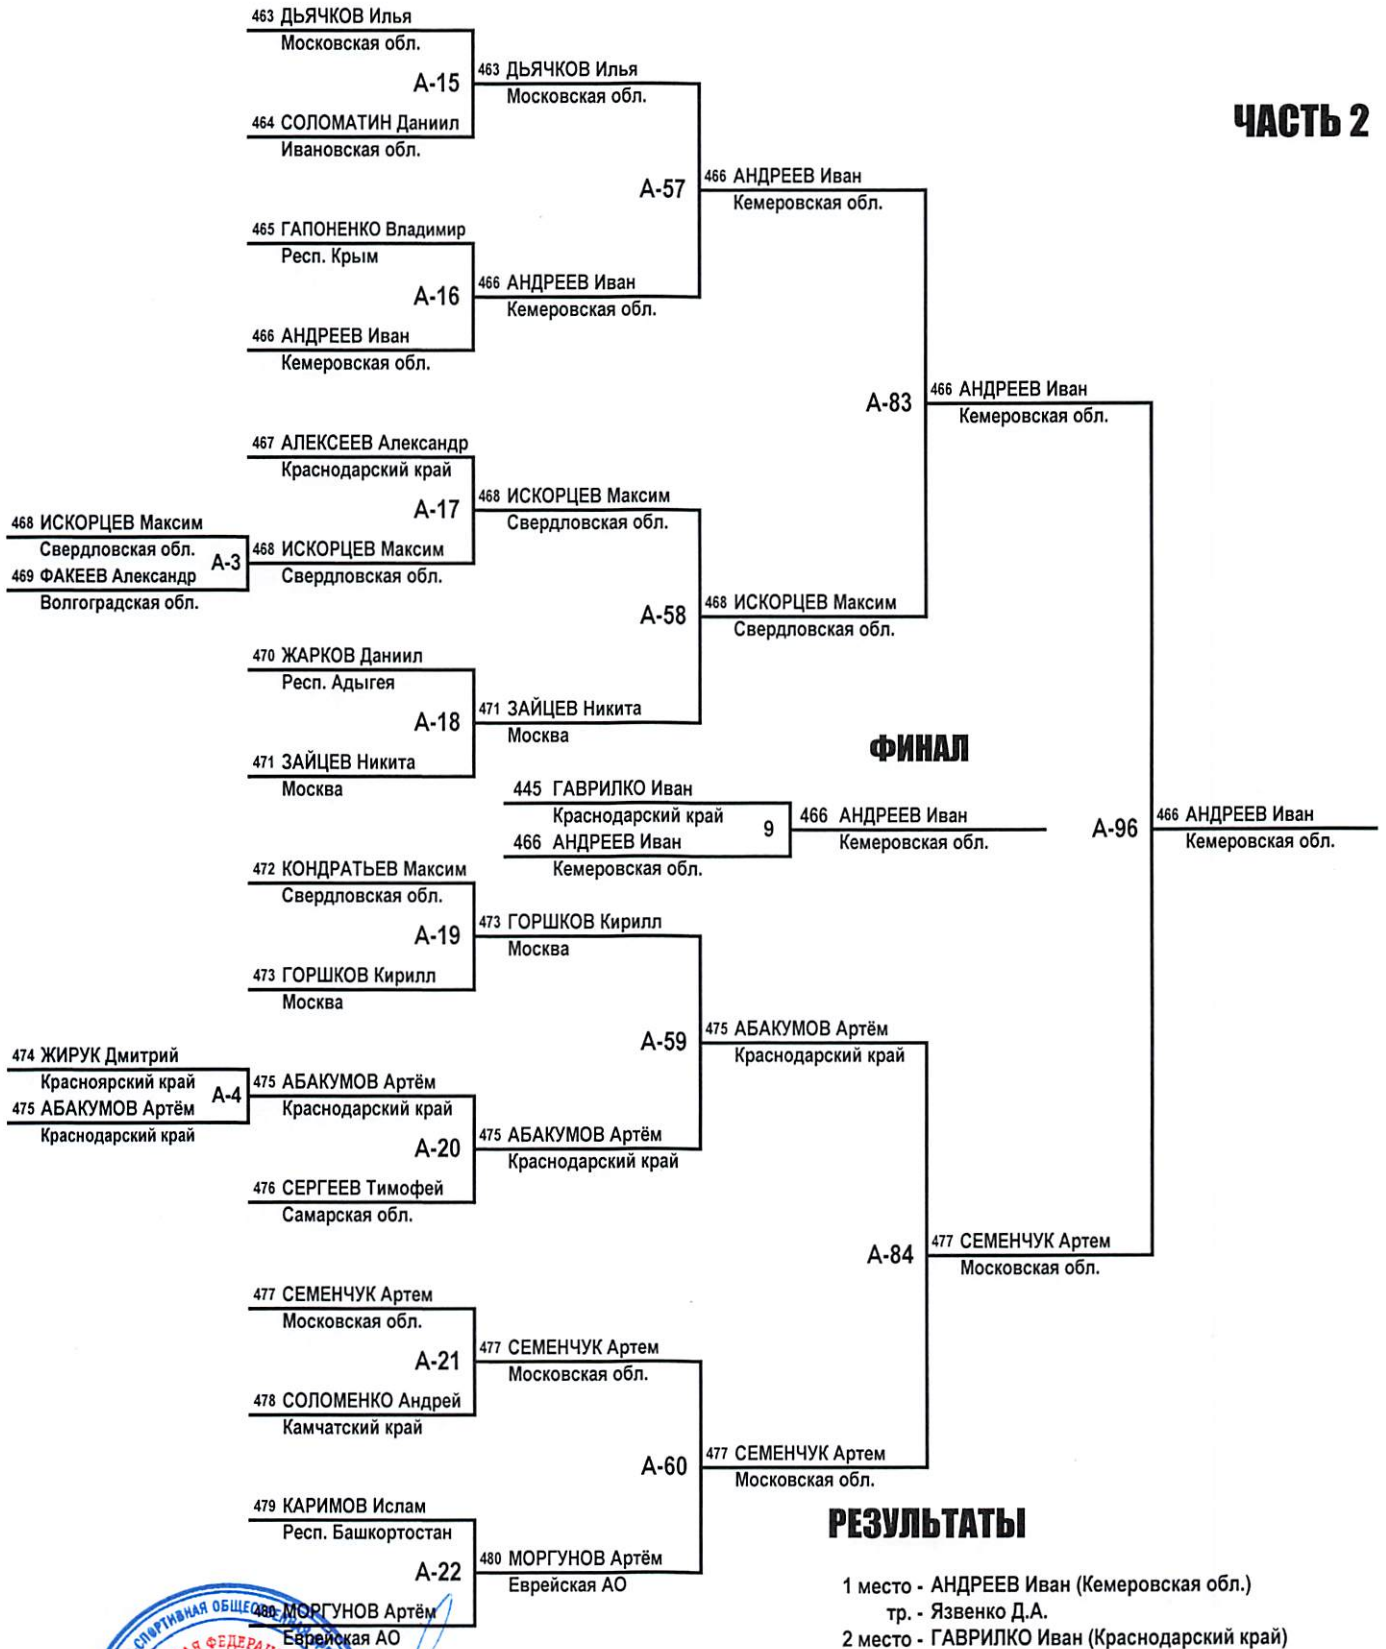 463 ДЬЯЧКОВ Илья
Московская обл.
А-15
463 ДЬЯЧКОВ Илья
Московская обл.
ЧАСТЬ 2
464 СОЛОМАТИН Даниил
Ивановская обл.
А-57
466 АНДРЕЕВ Иван
Кемеровская обл.
465 ГАПОНЕНКО Владимир
Респ. Крым
А-16
466 АНДРЕЕВ Иван
Кемеровская обл.
466 АНДРЕЕВ Иван
Кемеровская обл.
А-83
466 АНДРЕЕВ Иван
Кемеровская обл.
467 АЛЕКСЕЕВ Александр
Краснодарский край
А-17
468 ИСКОРЦЕВ Максим
Свердловская обл.
468 ИСКОРЦЕВ Максим
Свердловская обл.
А-3
469 ФАКЕЕВ Александр
Волгоградская обл.
468 ИСКОРЦЕВ Максим
Свердловская обл.
А-58
468 ИСКОРЦЕВ Максим
Свердловская обл.
470 ЖАРКОВ Даниил
Респ. Адыгея
А-18
471 ЗАЙЦЕВ Никита
Москва
471 ЗАЙЦЕВ Никита
Москва
ФИНАЛ
445 ГАВРИЛКО Иван
Краснодарский край
9
466 АНДРЕЕВ Иван
Кемеровская обл.
466 АНДРЕЕВ Иван
Кемеровская обл.
А-96
466 АНДРЕЕВ Иван
Кемеровская обл.
472 КОНДРАТЬЕВ Максим
Свердловская обл.
А-19
473 ГОРШКОВ Кирилл
Москва
473 ГОРШКОВ Кирилл
Москва
А-59
475 АБАКУМОВ Артём
Краснодарский край
474 ЖИРУК Дмитрий
Красноярский край
А-4
475 АБАКУМОВ Артём
Краснодарский край
475 АБАКУМОВ Артём
Краснодарский край
А-20
475 АБАКУМОВ Артём
Краснодарский край
476 СЕРГЕЕВ Тимофей
Самарская обл.
А-84
477 СЕМЕНЧУК Артем
Московская обл.
477 СЕМЕНЧУК Артем
Московская обл.
А-21
477 СЕМЕНЧУК Артем
Московская обл.
478 СОЛОМЕНКО Андрей
Камчатский край
А-60
477 СЕМЕНЧУК Артем
Московская обл.
479 КАРИМОВ Ислам
Респ. Башкортостан
А-22
480 МОРГУНОВ Артём
Еврейская АО
480 МОРГУНОВ Артём
Еврейская АО
РЕЗУЛЬТАТЫ
1 место - АНДРЕЕВ Иван (Кемеровская обл.)
тр. - Язвенко Д.А.
2 место - ГАВРИЛКО Иван (Краснодарский край)